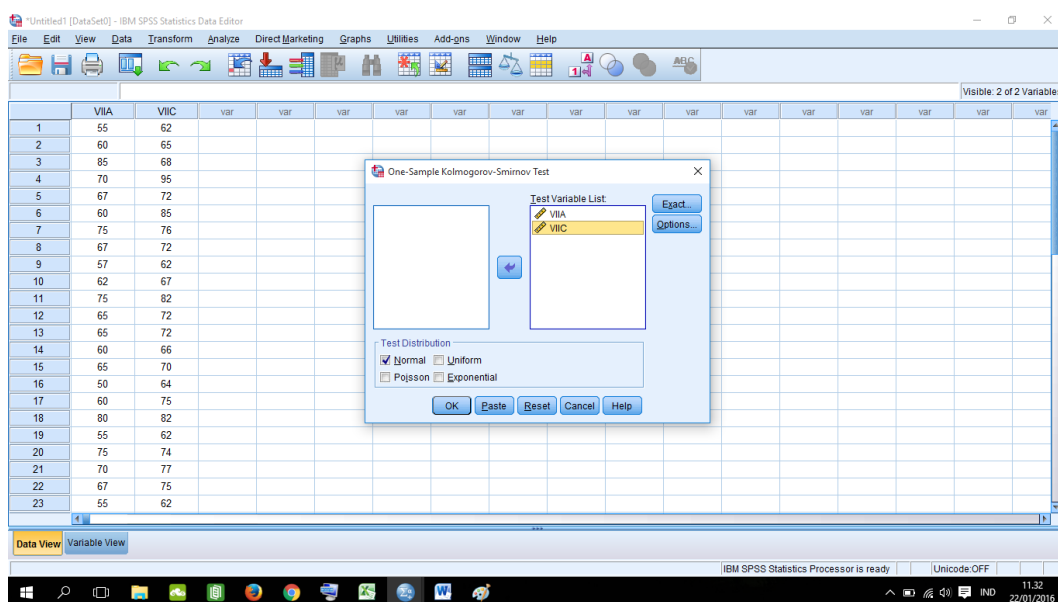 *Untitled1 [DataSet0] - IBM SPSS Statistics Data Editor
File Edit View Data Transform Analyze Direct Marketing Graphs Utilities Add-ons Window Help
Visible: 2 of 2 Variable
VIIA VIIC var var var var var var var var var var var var var var var
1 55 62
2 60 65
3 85 68
4 70 95
5 67 72
6 60 85
7 75 76
8 67 72
9 57 62
10 62 67
11 75 82
12 65 72
13 65 72
14 60 66
15 65 70
16 50 64
17 60 75
18 80 82
19 55 62
20 75 74
21 70 77
22 67 75
23 55 62
One-Sample Kolmogorov-Smirnov Test
Test Variable List:
VIIA
VIIC
Exact...
Options...
Test Distribution
Normal Uniform
Poisson Exponential
OK Paste Reset Cancel Help
Data View Variable View
IBM SPSS Statistics Processor is ready Unicode:OFF
IND 11.32
22/01/2016